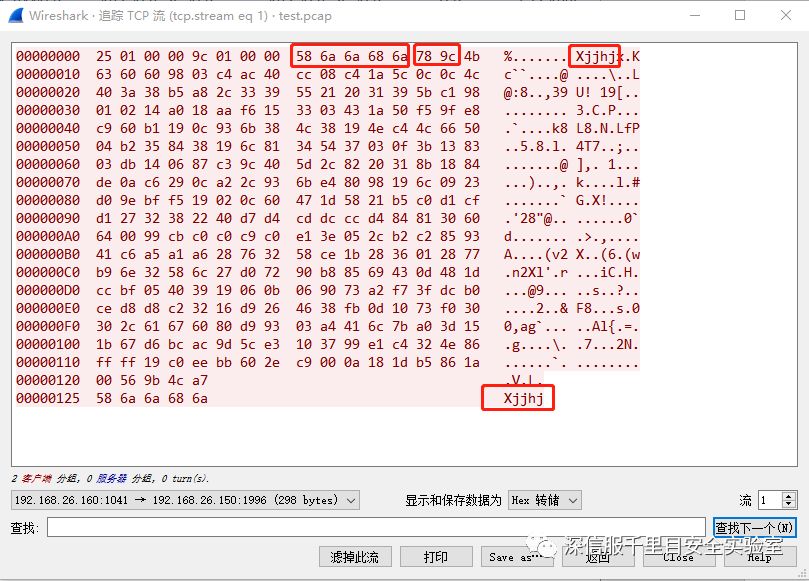 Wireshark · 追踪 TCP 流 (tcp.stream eq 1) · test.pcap
00000000 25 01 00 00 9c 01 00 00 58 6a 6a 68 6a 78 9c 4b %....... Xjjhjx.K
00000010 63 60 60 98 03 c4 ac 40 cc 08 c4 1a 5c 0c 0c 4c c``....@ ....\..L
00000020 40 3a 38 b5 a8 2c 33 39 55 21 20 31 39 5b c1 98 @:8..,39 U! 19[..
00000030 01 02 14 a0 18 aa f6 15 33 03 43 1a 50 f5 9f e8 ........ 3.C.P...
00000040 c9 60 b1 19 0c 93 6b 38 4c 38 19 4e c4 4c 66 50 .`....k8 L8.N.LfP
00000050 04 b2 35 84 38 19 6c 81 34 54 37 03 0f 3b 13 83 ..5.8.l. 4T7..;..
00000060 03 db 14 06 87 c3 9c 40 5d 2c 82 20 31 8b 18 84 .......@ ],. 1...
00000070 de 0a c6 29 0c a2 2c 93 6b e4 80 98 19 6c 09 23 ...)..,. k....l.#
00000080 d0 9e bf f5 19 02 0c 60 47 1d 58 21 b5 c0 d1 cf .......` G.X!....
00000090 d1 27 32 38 22 40 d7 d4 cd dc cc d4 84 81 30 60 .'28"@.. ......0`
000000A0 64 00 99 cb c0 c0 c9 c0 e1 3e 05 2c b2 c2 85 93 d....... .>.,....
000000B0 41 c6 a5 a1 a6 28 76 32 58 ce 1b 28 36 01 28 77 A....(v2 X..(6.(w
000000C0 b9 6e 32 58 6c 27 d0 72 90 b8 85 69 43 0d 48 1d .n2Xl'.r ...iC.H.
000000D0 cc bf 05 40 39 19 06 0b 06 90 73 a2 f7 3f dc b0 ...@9... ..s..?..
000000E0 ce d8 d8 c2 32 16 d9 26 46 38 fb 0d 10 73 f0 30 ....2..& F8...s.0
000000F0 30 2c 61 67 60 80 d9 93 03 a4 41 6c 7b a0 3d 15 0,ag`... ..Al{.=.
00000100 1b 67 d6 bc ac 9d 5c e3 10 37 99 e1 c4 32 4e 86 .g....\. .7...2N.
00000110 ff ff 19 c0 ee bb 60 2e c9 00 0a 18 1d b5 86 1a ......`. ........
00000120 00 56 9b 4c a7 .V.L.
00000125 58 6a 6a 68 6a Xjjhj
2 客户端 分组, 0 服务器 分组, 0 turn(s).
192.168.26.160:1041 → 192.168.26.150:1996 (298 bytes) 显示和保存数据为 Hex 转储 流 1
查找: 查找下一个(N)
滤掉此流 打印 Save as… 返回 Close Help
深信服千里目安全实验室